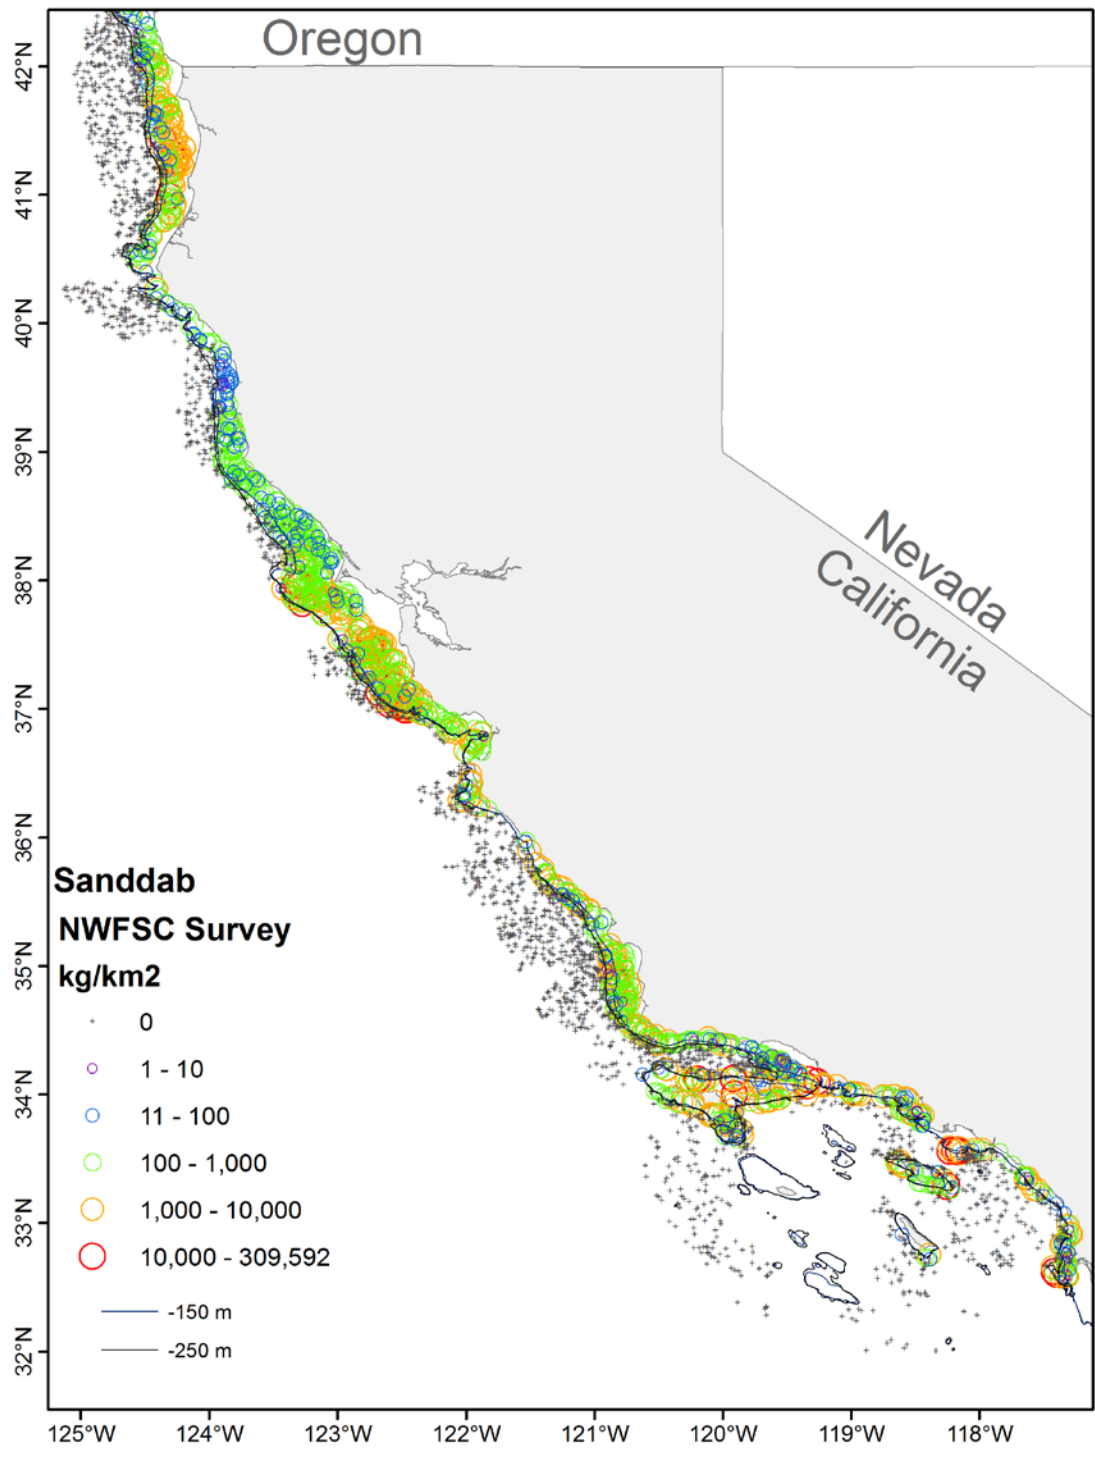 Oregon
Nevada
California
42°N
41°N
40°N
39°N
38°N
37°N
36°N
35°N
34°N
33°N
32°N
Sanddab
NWFSC Survey
kg/km2
0
1 - 10
11 - 100
100 - 1,000
1,000 - 10,000
10,000 - 309,592
-150 m
-250 m
125°W
124°W
123°W
122°W
121°W
120°W
119°W
118°W